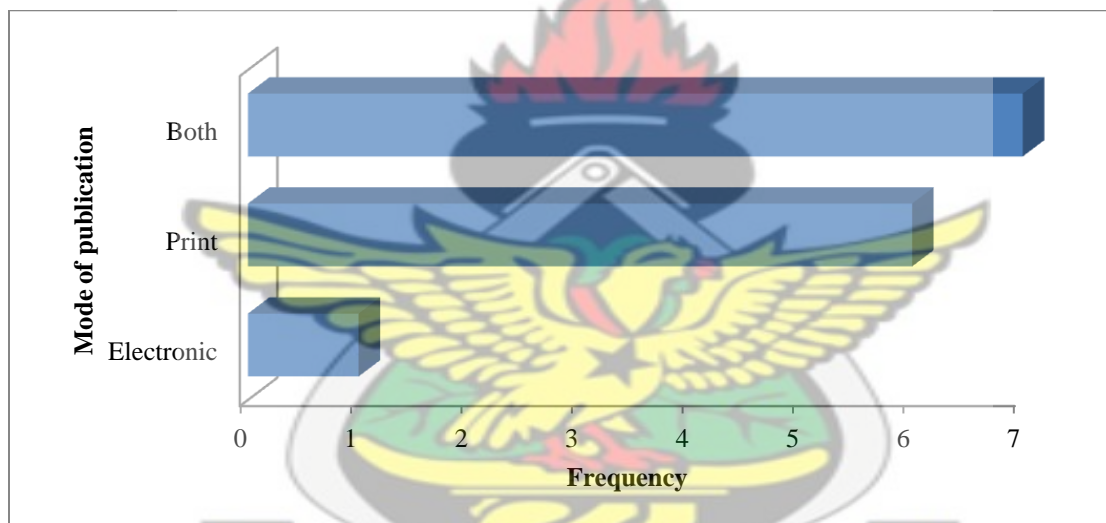 Mode of publication
Both
Print
Electronic
0 1 2 3 4 5 6 7
Frequency